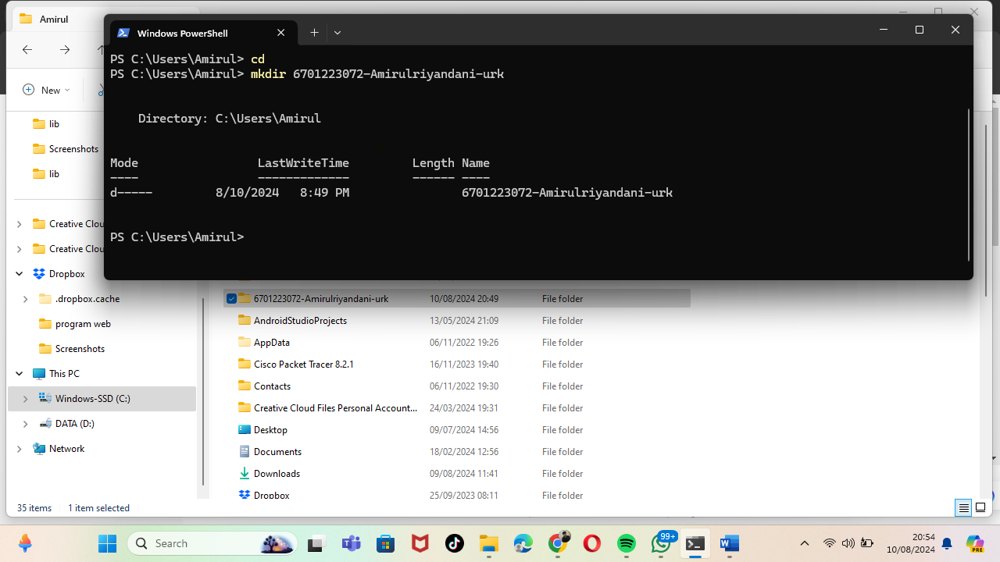 Amirul
Windows PowerShell
PS C:\Users\Amirul> cd
PS C:\Users\Amirul> mkdir 6701223072-Amirulriyandani-urk
Directory: C:\Users\Amirul
Mode LastWriteTime Length Name
---- ------------- ------ ----
d----- 8/10/2024 8:49 PM 6701223072-Amirulriyandani-urk
PS C:\Users\Amirul>
New
lib
Screenshots
lib
Creative Clou
Creative Clou
Dropbox
.dropbox.cache
program web
Screenshots
This PC
Windows-SSD (C:)
DATA (D:)
Network
6701223072-Amirulriyandani-urk 10/08/2024 20:49 File folder
AndroidStudioProjects 13/05/2024 21:09 File folder
AppData 06/11/2022 19:26 File folder
Cisco Packet Tracer 8.2.1 16/11/2023 19:40 File folder
Contacts 06/11/2022 19:30 File folder
Creative Cloud Files Personal Account... 24/03/2024 19:31 File folder
Desktop 09/07/2024 14:56 File folder
Documents 18/02/2024 12:56 File folder
Downloads 09/08/2024 11:41 File folder
Dropbox 25/09/2023 08:11 File folder
35 items 1 item selected
Search
99+
20:54
10/08/2024
PRE